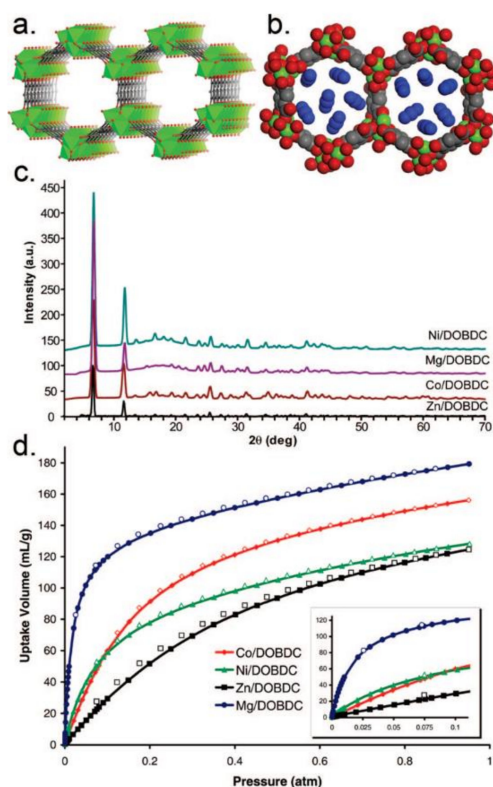 a.
b.
c.
450
400
350
300
250
200
150
100
50
0
Intensity (a.u.)
Ni/DOBDC
Mg/DOBDC
Co/DOBDC
Zn/DOBDC
10 20 30 40 50 60 70
2θ (deg)
d.
180
160
140
120
100
80
60
40
20
0
Uptake Volume (mL/g)
Co/DOBDC
Ni/DOBDC
Zn/DOBDC
Mg/DOBDC
120
100
80
60
40
20
0
0 0.025 0.05 0.075 0.1
0 0.2 0.4 0.6 0.8 1
Pressure (atm)